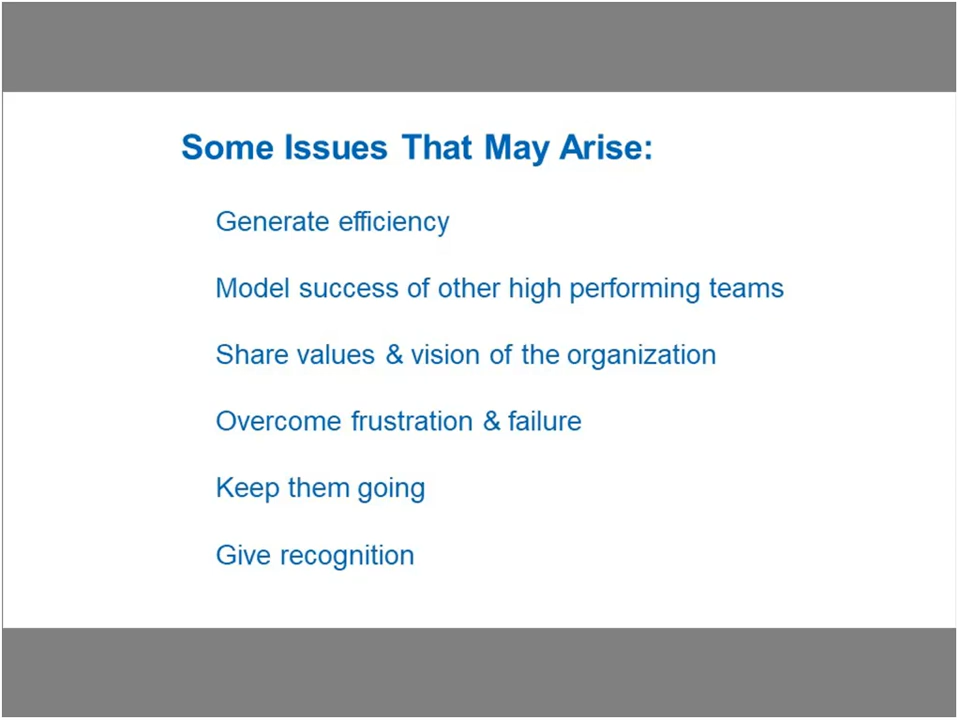 Some Issues That May Arise:
Generate efficiency
Model success of other high performing teams
Share values & vision of the organization
Overcome frustration & failure
Keep them going
Give recognition